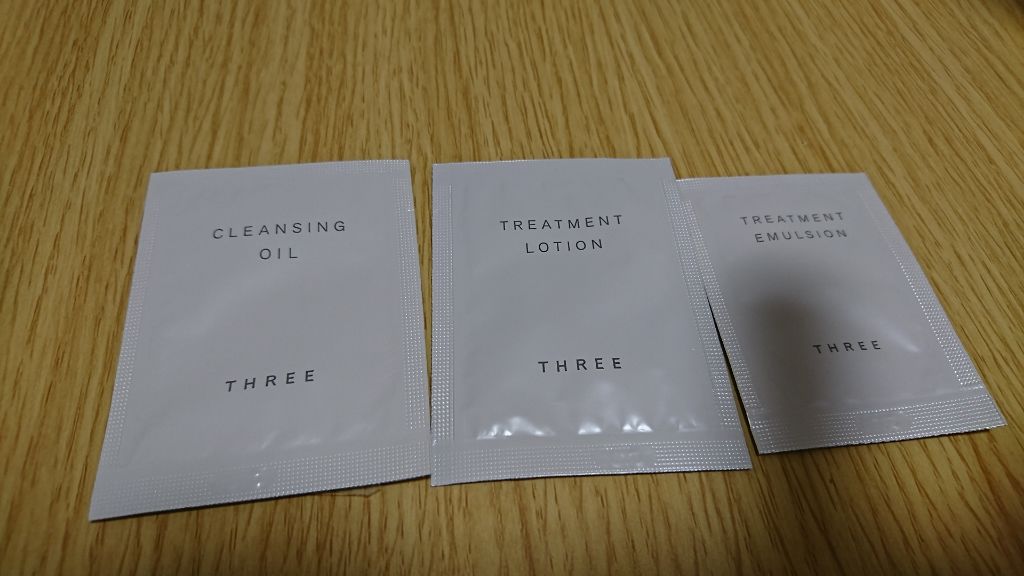 CLEANSING
OIL
THREE
TREATMENT
LOTION
THREE
TREATMENT
EMULSION
THREE